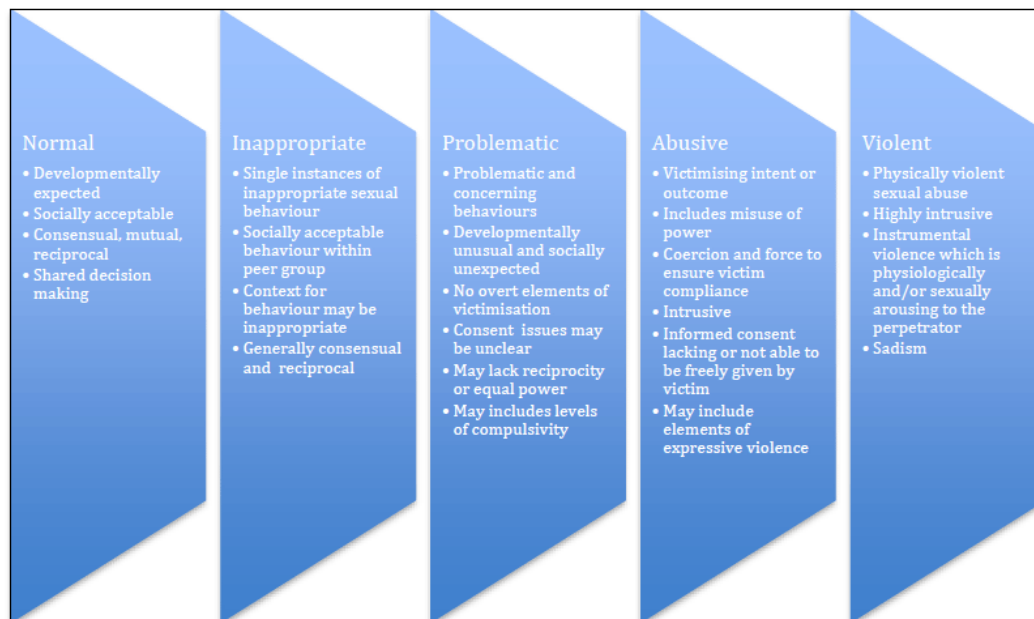 Normal
• Developmentally
expected
• Socially acceptable
• Consensual, mutual,
reciprocal
• Shared decision
making
Inappropriate
• Single instances of
inappropriate sexual
behaviour
• Socially acceptable
behaviour within
peer group
• Context for
behaviour may be
inappropriate
• Generally consensual
and reciprocal
Problematic
• Problematic and
concerning
behaviours
• Developmentally
unusual and socially
unexpected
• No overt elements of
victimisation
• Consent issues may
be unclear
• May lack reciprocity
or equal power
• May includes levels
of compulsivity
Abusive
• Victimising intent or
outcome
• Includes misuse of
power
• Coercion and force to
ensure victim
compliance
• Intrusive
• Informed consent
lacking or not able to
be freely given by
victim
• May include
elements of
expressive violence
Violent
• Physically violent
sexual abuse
• Highly intrusive
• Instrumental
violence which is
physiologically
and/or sexually
arousing to the
perpetrator
• Sadism